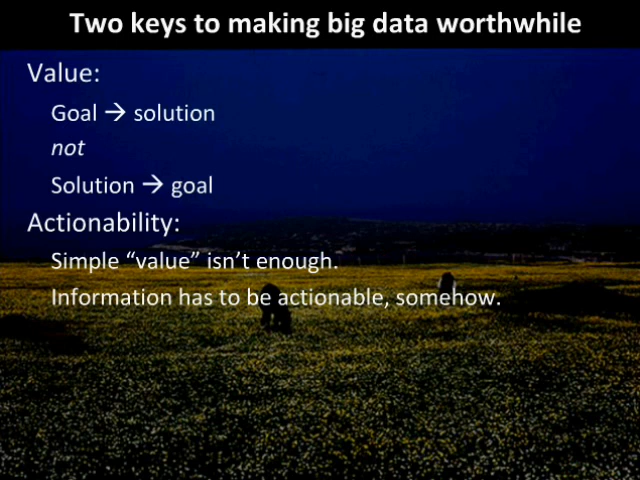 Two keys to making big data worthwhile
Value:
Goal → solution
not
Solution → goal
Actionability:
Simple “value” isn’t enough.
Information has to be actionable, somehow.